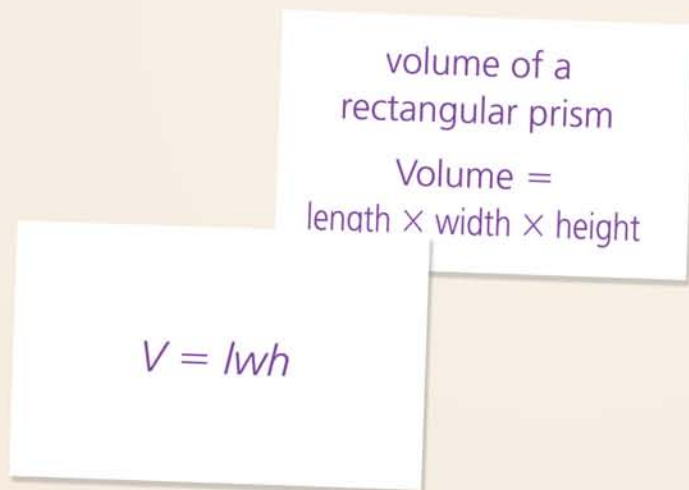 volume of a
rectangular prism
Volume =
length × width × height
V = lwh